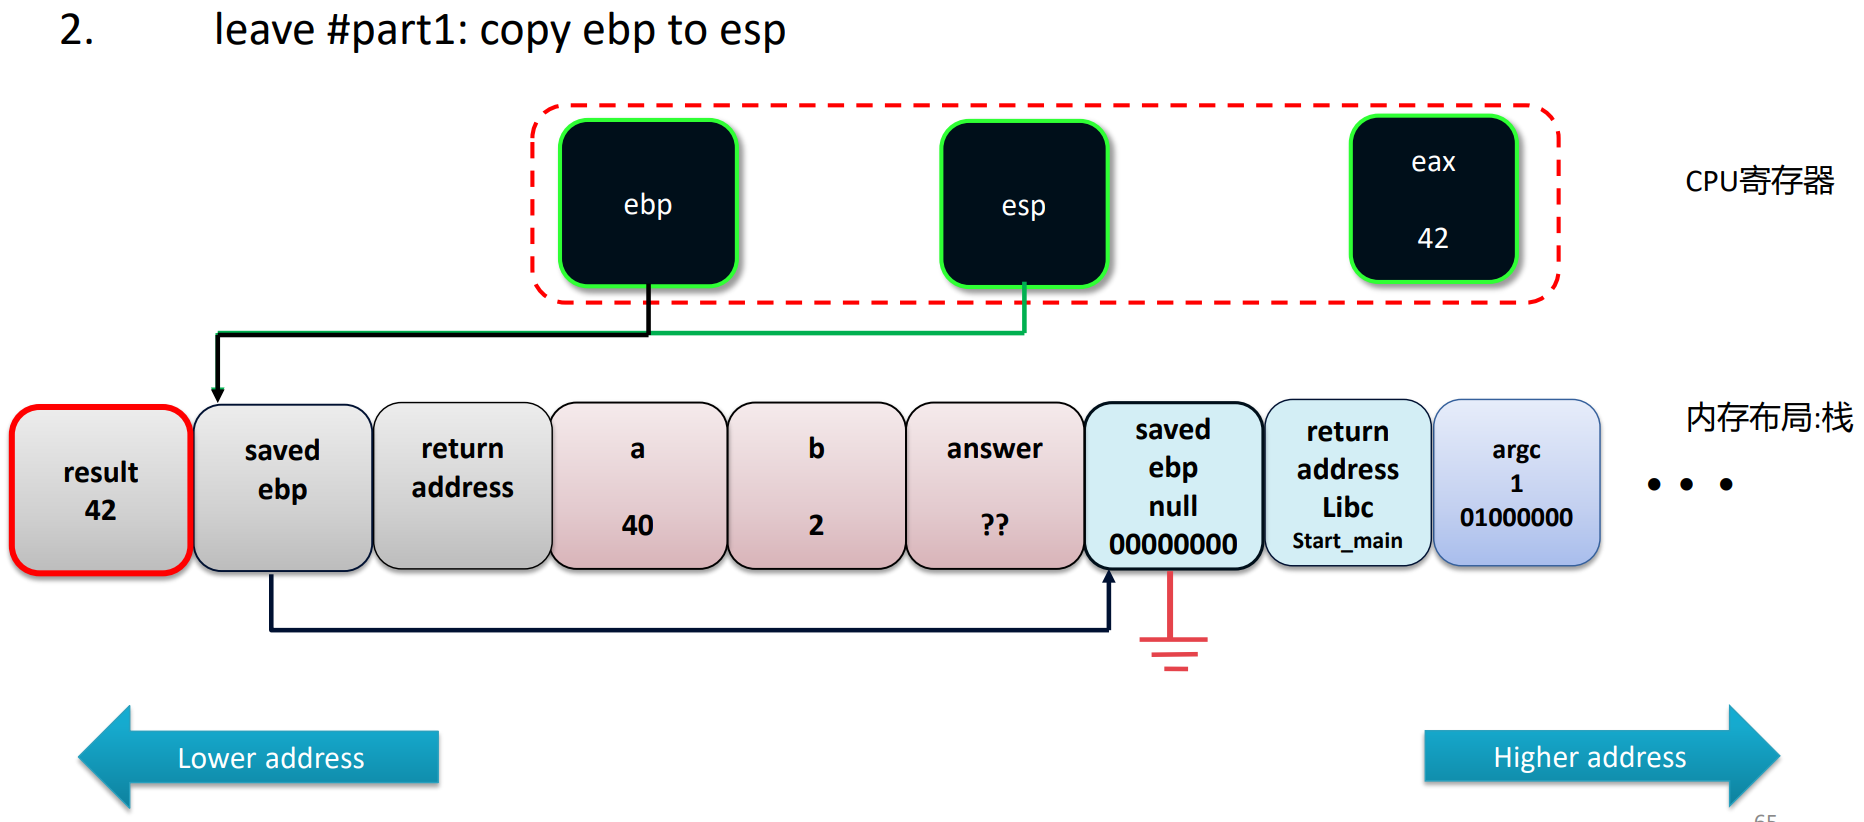 2. leave #part1: copy ebp to esp
ebp
esp
eax
42
CPU寄存器
result
42
saved
ebp
return
address
a
40
b
2
answer
??
saved
ebp
null
00000000
return
address
Libc
Start_main
argc
1
01000000
• • •
内存布局:栈
Lower address
Higher address
65